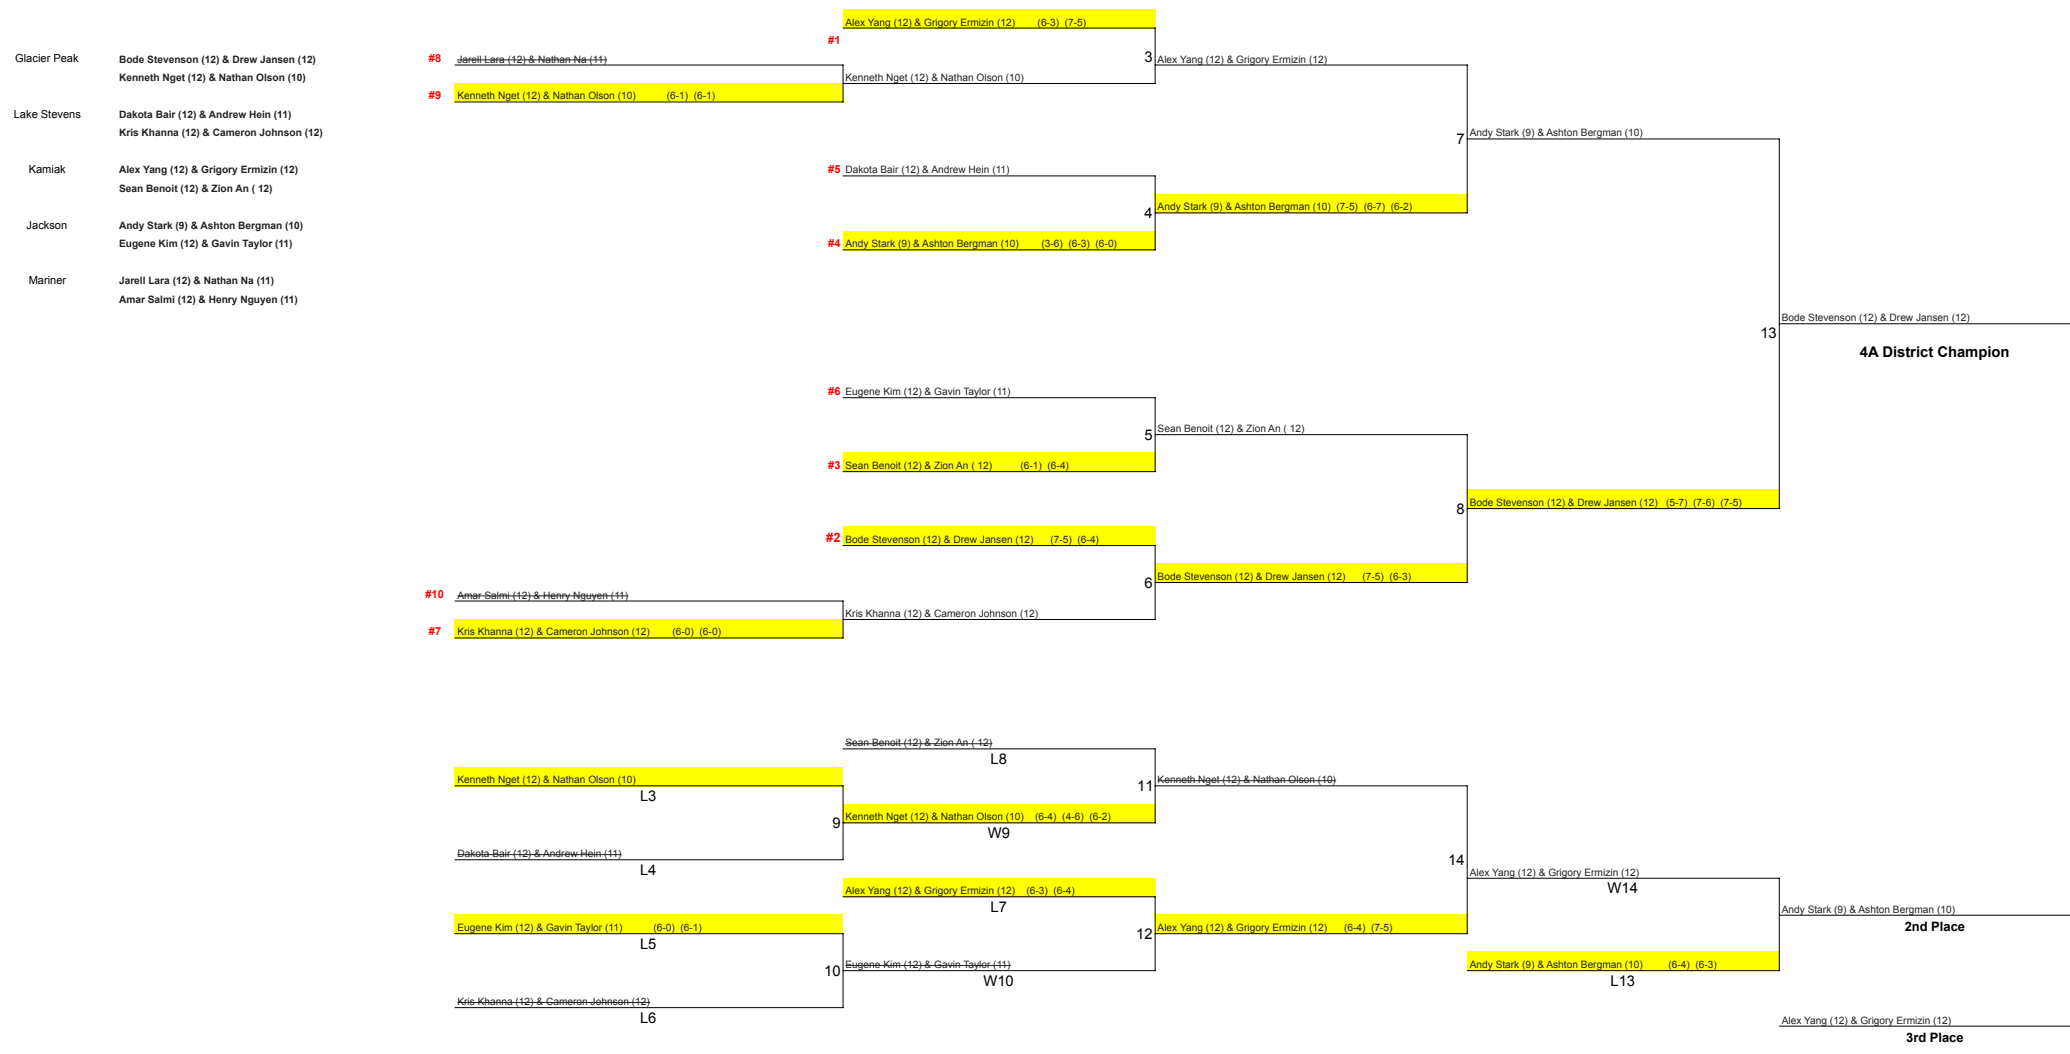 Glacier Peak
Bode Stevenson (12) & Drew Jansen (12)
Kenneth Nget (12) & Nathan Olson (10)
Lake Stevens
Dakota Bair (12) & Andrew Hein (11)
Kris Khanna (12) & Cameron Johnson (12)
Kamiak
Alex Yang (12) & Grigory Ermizin (12)
Sean Benoit (12) & Zion An ( 12)
Jackson
Andy Stark (9) & Ashton Bergman (10)
Eugene Kim (12) & Gavin Taylor (11)
Mariner
Jarell Lara (12) & Nathan Na (11)
Amar Salmi (12) & Henry Nguyen (11)
#8 Jarell Lara (12) & Nathan Na (11)
#9 Kenneth Nget (12) & Nathan Olson (10) (6-1) (6-1)
#10 Amar Salmi (12) & Henry Nguyen (11)
#7 Kris Khanna (12) & Cameron Johnson (12) (6-0) (6-0)
Alex Yang (12) & Grigory Ermizin (12) (6-3) (7-5)
#1
Kenneth Nget (12) & Nathan Olson (10)
#5 Dakota Bair (12) & Andrew Hein (11)
#4 Andy Stark (9) & Ashton Bergman (10) (3-6) (6-3) (6-0)
#6 Eugene Kim (12) & Gavin Taylor (11)
#3 Sean Benoit (12) & Zion An ( 12) (6-1) (6-4)
#2 Bode Stevenson (12) & Drew Jansen (12) (7-5) (6-4)
Kris Khanna (12) & Cameron Johnson (12)
3 Alex Yang (12) & Grigory Ermizin (12)
4 Andy Stark (9) & Ashton Bergman (10) (7-5) (6-7) (6-2)
5 Sean Benoit (12) & Zion An ( 12)
6 Bode Stevenson (12) & Drew Jansen (12) (7-5) (6-3)
7 Andy Stark (9) & Ashton Bergman (10)
8 Bode Stevenson (12) & Drew Jansen (12) (5-7) (7-6) (7-5)
13 Bode Stevenson (12) & Drew Jansen (12)
4A District Champion
Kenneth Nget (12) & Nathan Olson (10)
L3
Dakota Bair (12) & Andrew Hein (11)
L4
Eugene Kim (12) & Gavin Taylor (11) (6-0) (6-1)
L5
Kris Khanna (12) & Cameron Johnson (12)
L6
Sean Benoit (12) & Zion An ( 12)
L8
9 Kenneth Nget (12) & Nathan Olson (10) (6-4) (4-6) (6-2)
W9
Alex Yang (12) & Grigory Ermizin (12) (6-3) (6-4)
L7
10 Eugene Kim (12) & Gavin Taylor (11)
W10
11 Kenneth Nget (12) & Nathan Olson (10)
12 Alex Yang (12) & Grigory Ermizin (12) (6-4) (7-5)
14
Alex Yang (12) & Grigory Ermizin (12)
W14
Andy Stark (9) & Ashton Bergman (10) (6-4) (6-3)
L13
Andy Stark (9) & Ashton Bergman (10)
2nd Place
Alex Yang (12) & Grigory Ermizin (12)
3rd Place